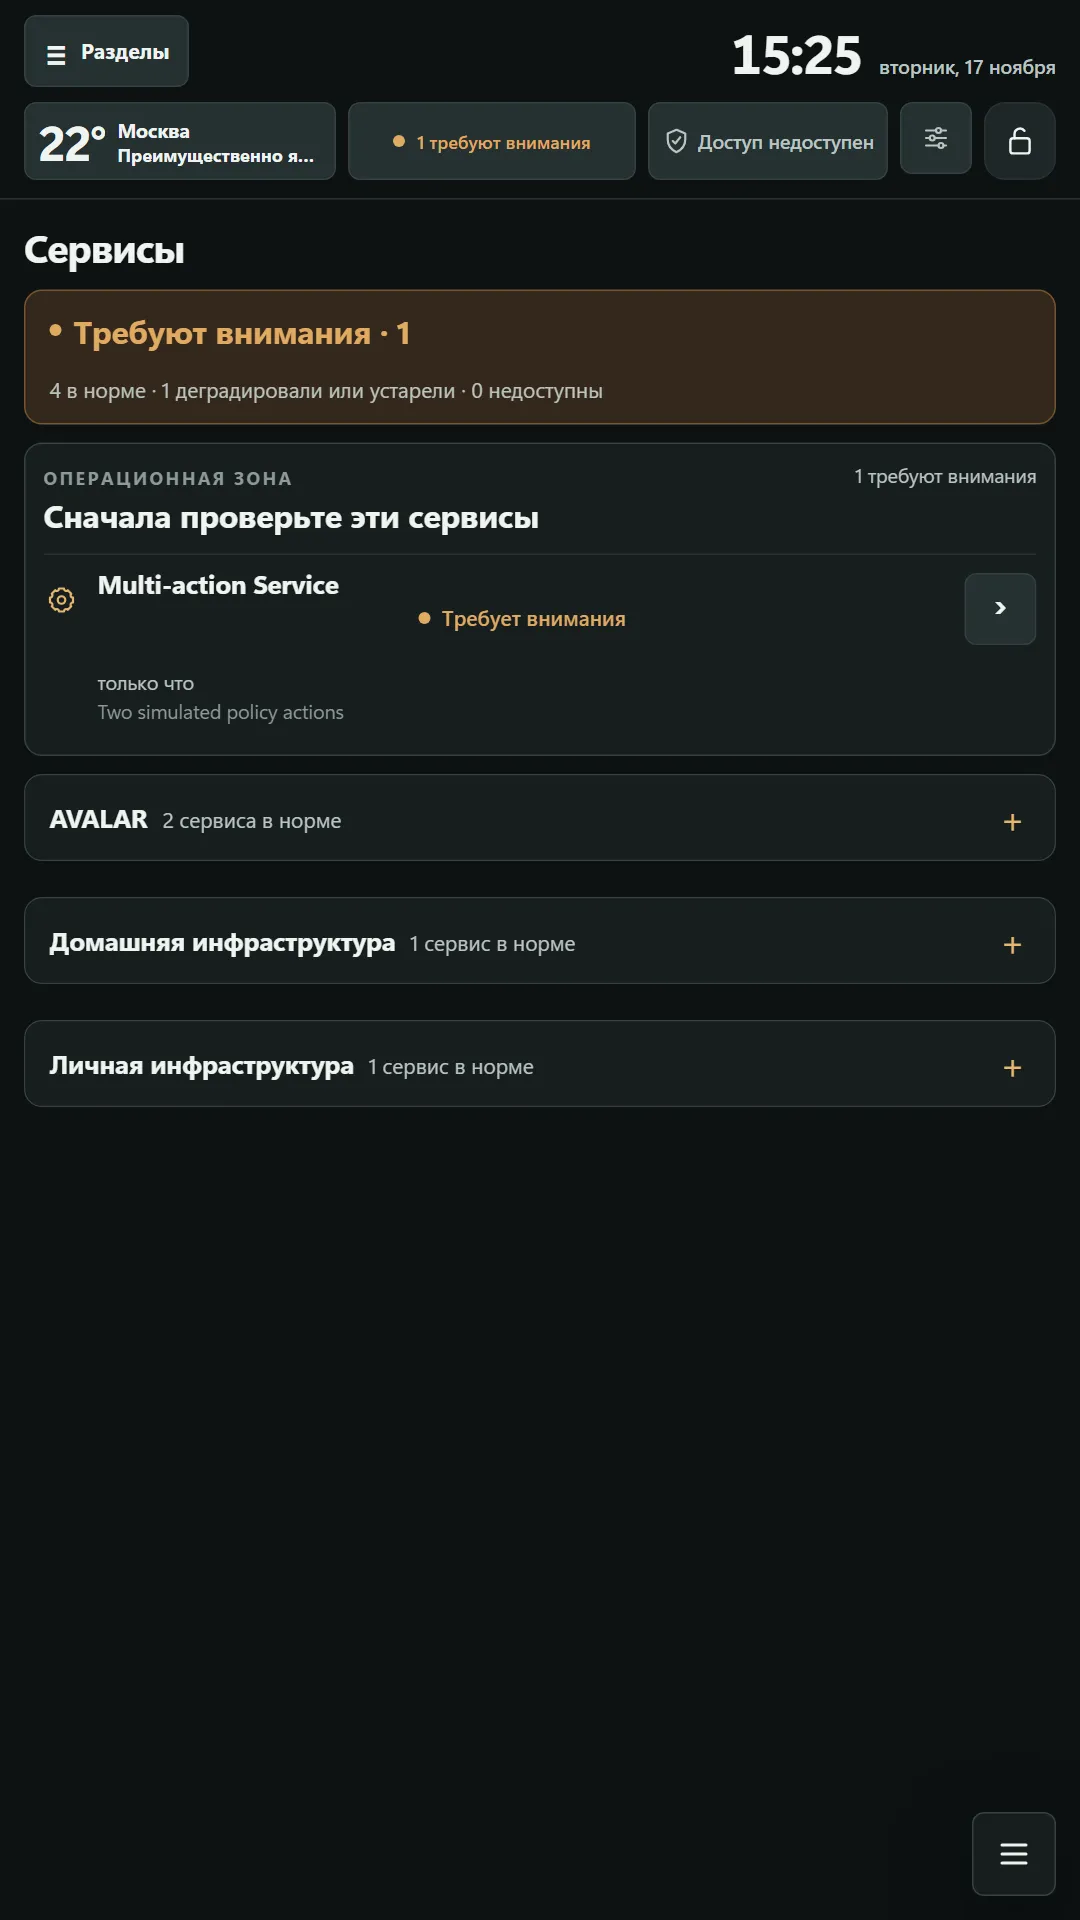 Разделы
15:25
вторник, 17 ноября
22°
Москва
Преимущественно я...
1 требуют внимания
Доступ недоступен
Сервисы
Требуют внимания · 1
4 в норме · 1 деградировали или устарели · 0 недоступны
ОПЕРАЦИОННАЯ ЗОНА
1 требуют внимания
Сначала проверьте эти сервисы
Multi-action Service
Требует внимания
только что
Two simulated policy actions
AVALAR 2 сервиса в норме
Домашняя инфраструктура 1 сервис в норме
Личная инфраструктура 1 сервис в норме